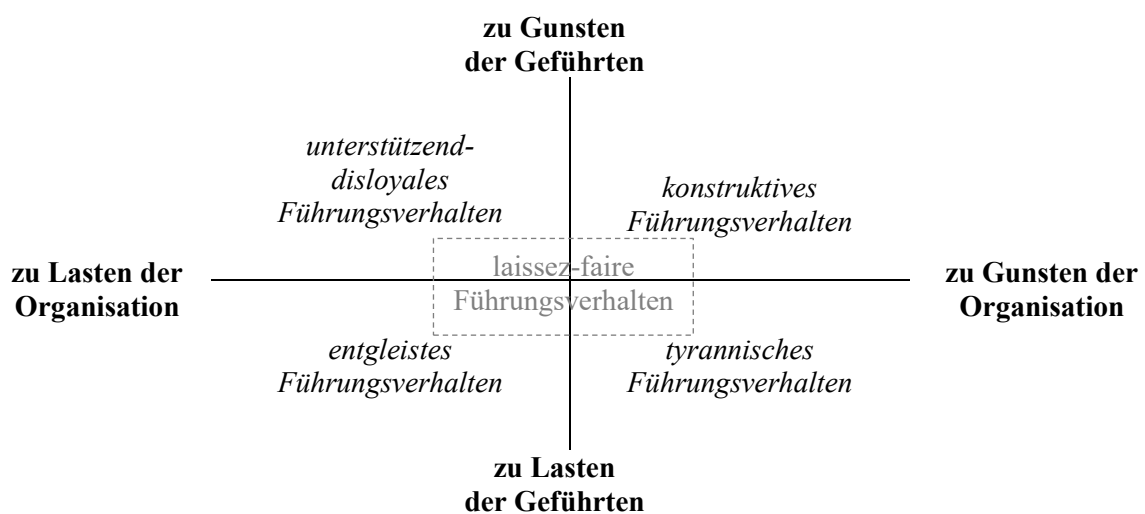 zu Gunsten
der Geführten
unterstützend-
disloyales
Führungsverhalten
konstruktives
Führungsverhalten
zu Lasten der
Organisation
laissez-faire
Führungsverhalten
zu Gunsten der
Organisation
entgleistes
Führungsverhalten
tyrannisches
Führungsverhalten
zu Lasten
der Geführten